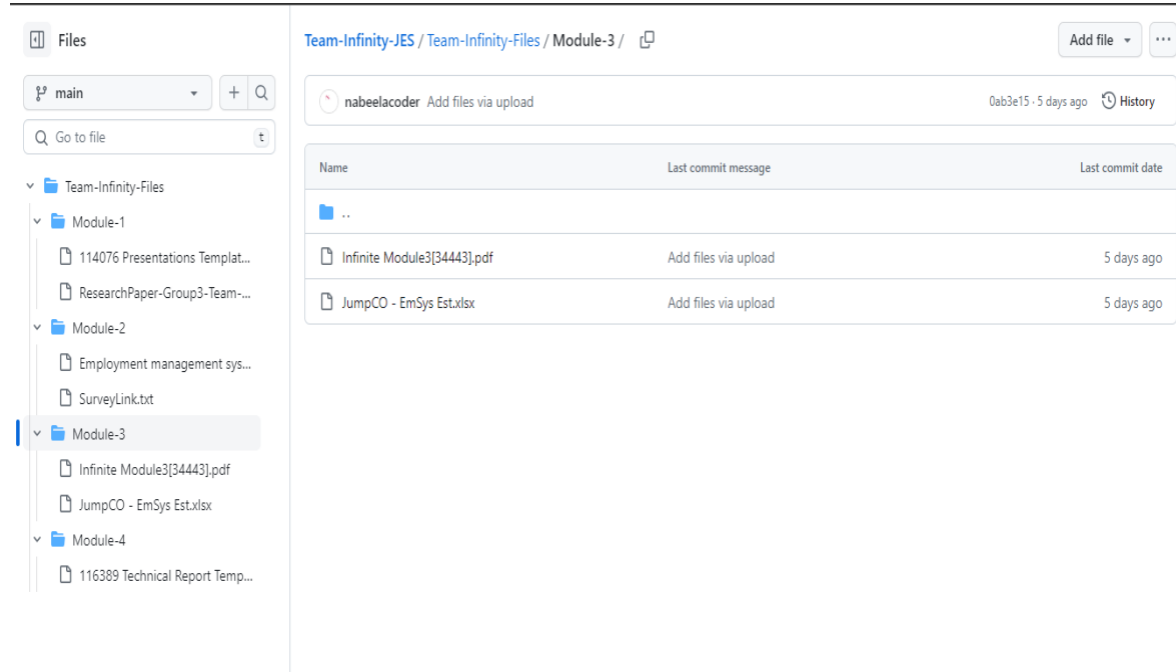 Files
main
Go to file
t
Team-Infinity-Files
Module-1
114076 Presentations Templat...
ResearchPaper-Group3-Team-...
Module-2
Employment management sys...
SurveyLink.txt
Module-3
Infinite Module3[34443].pdf
JumpCO - EmSys Est.xlsx
Module-4
116389 Technical Report Temp...
Team-Infinity-JES / Team-Infinity-Files / Module-3 /
Add file
nabeelacoder Add files via upload
0ab3e15 · 5 days ago
History
Name Last commit message Last commit date
..
Infinite Module3[34443].pdf Add files via upload 5 days ago
JumpCO - EmSys Est.xlsx Add files via upload 5 days ago